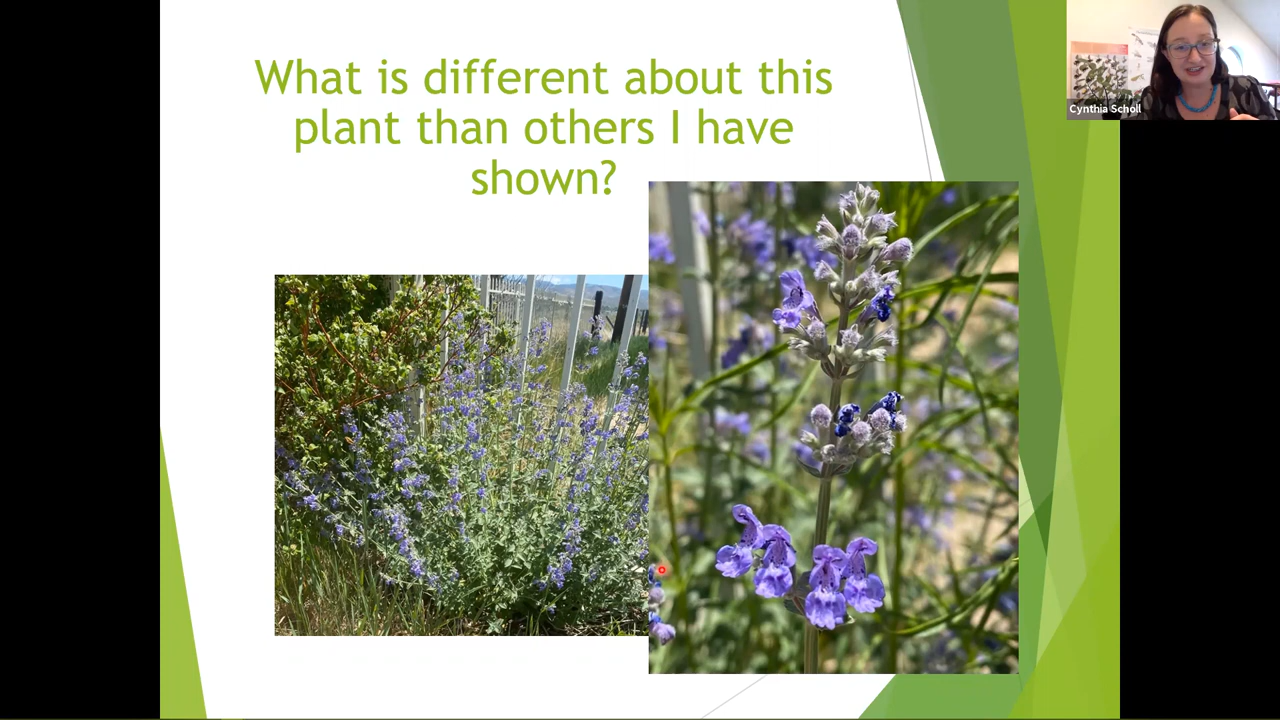 What is different about this
plant than others I have
shown?
Cynthia Scholl